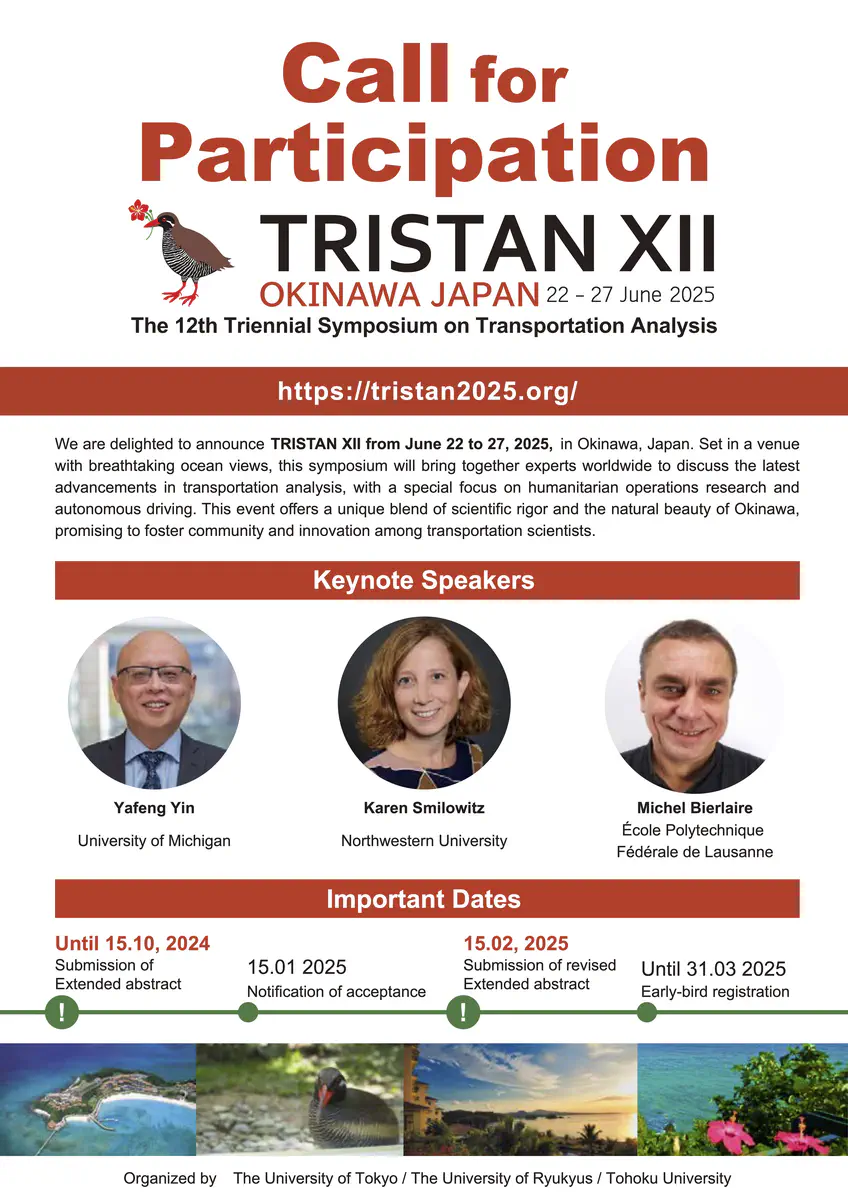 Call for
Participation
TRISTAN XII
OKINAWA JAPAN 22 – 27 June 2025
The 12th Triennial Symposium on Transportation Analysis
https://tristan2025.org/
We are delighted to announce TRISTAN XII from June 22 to 27, 2025, in Okinawa, Japan. Set in a venue
with breathtaking ocean views, this symposium will bring together experts worldwide to discuss the latest
advancements in transportation analysis, with a special focus on humanitarian operations research and
autonomous driving. This event offers a unique blend of scientific rigor and the natural beauty of Okinawa,
promising to foster community and innovation among transportation scientists.
Keynote Speakers
Yafeng Yin
University of Michigan
Karen Smilowitz
Northwestern University
Michel Bierlaire
École Polytechnique
Fédérale de Lausanne
Important Dates
Until 15.10, 2024
Submission of
Extended abstract
!
15.01 2025
Notification of acceptance
15.02, 2025
Submission of revised
Extended abstract
!
Until 31.03 2025
Early-bird registration
Organized by The University of Tokyo / The University of Ryukyus / Tohoku University